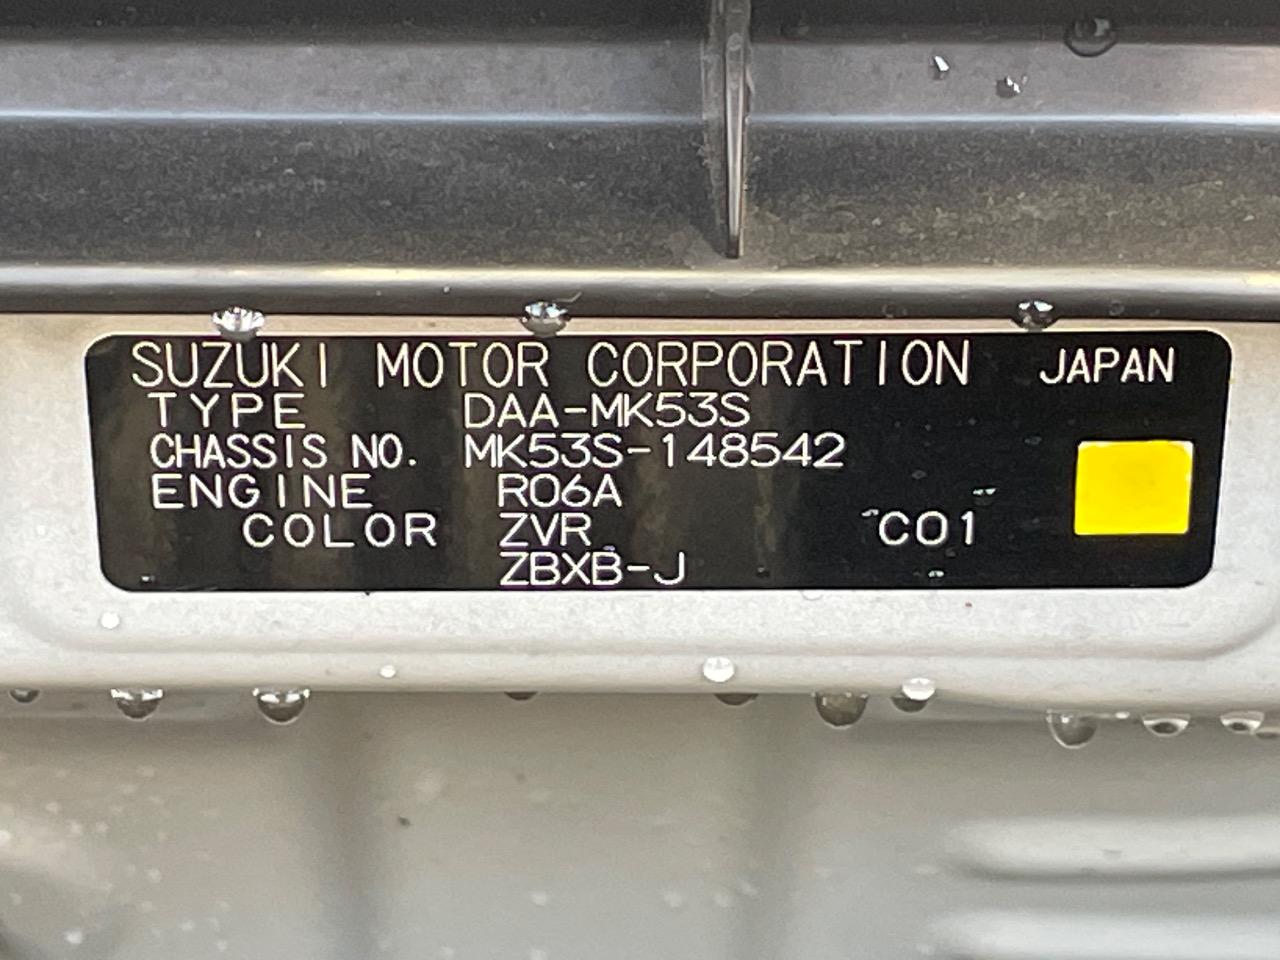 SUZUKI MOTOR CORPORATION JAPAN
TYPE DAA-MK53S
CHASSIS NO. MK53S-148542
ENGINE R06A
COLOR ZVR C01
ZBXB-J